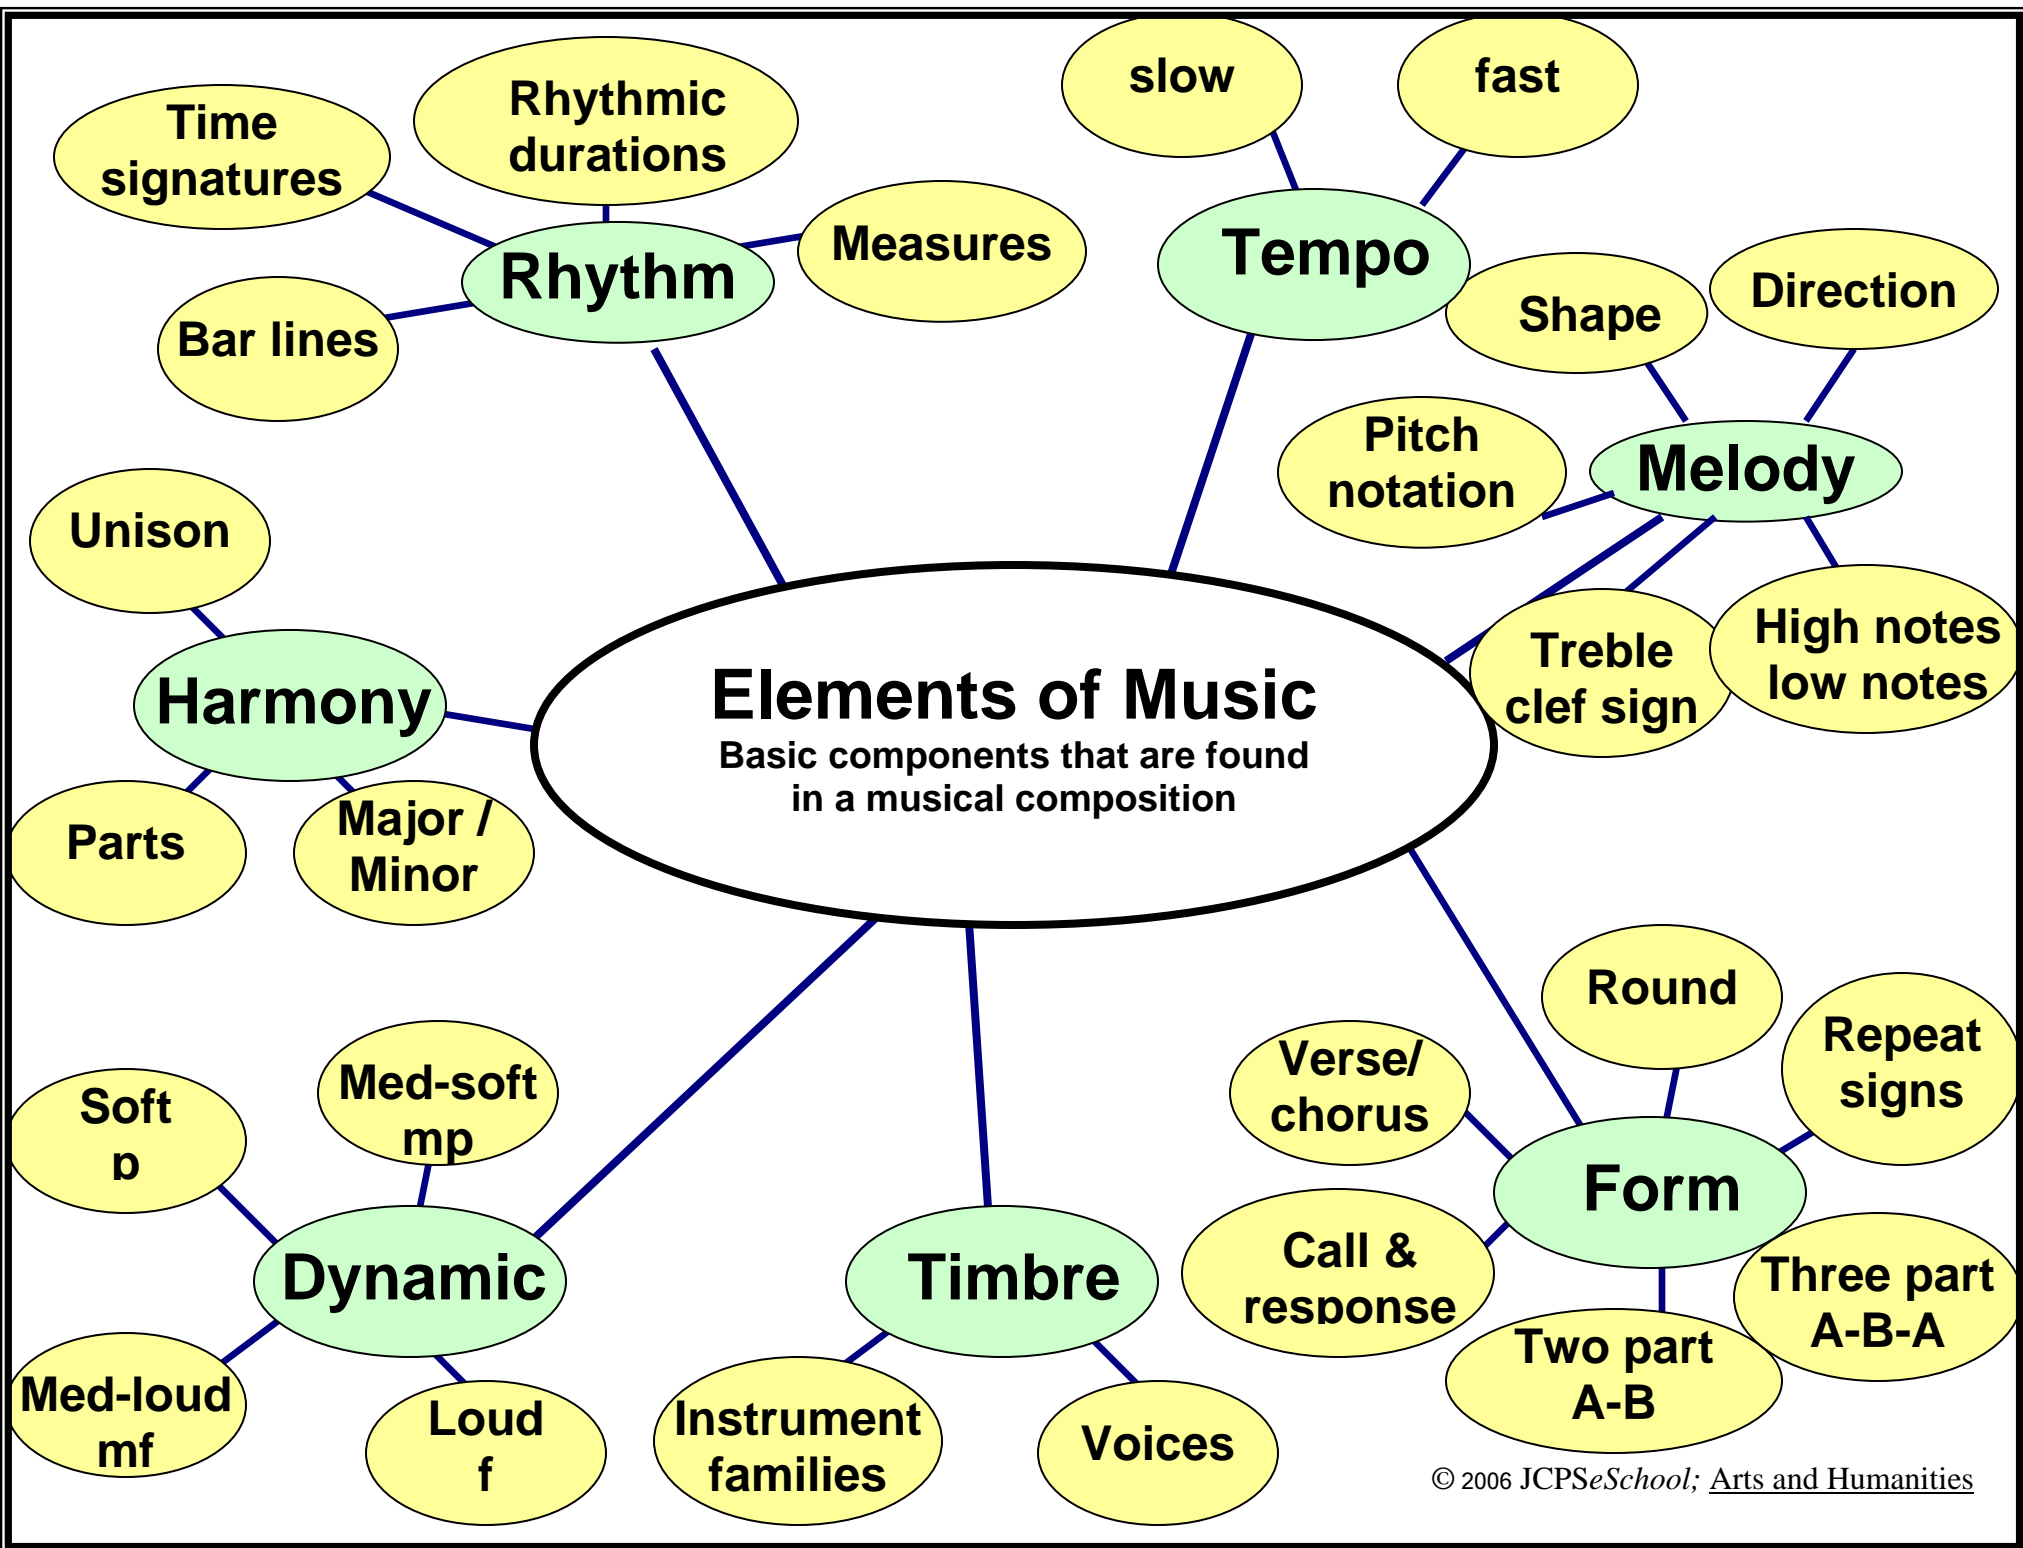 slow
fast
Rhythmic
durations
Time
signatures
Measures
Rhythm
Bar lines
Tempo
Shape
Direction
Pitch
notation
Melody
Unison
Harmony
Parts
Major /
Minor
Elements of Music
Basic components that are found
in a musical composition
Treble
clef sign
High notes
low notes
Soft
p
Med-soft
mp
Dynamic
Med-loud
mf
Loud
f
Timbre
Instrument
families
Voices
Round
Verse/
chorus
Repeat
signs
Form
Call &
response
Three part
A-B-A
Two part
A-B
© 2006 JCPSeSchool; Arts and Humanities